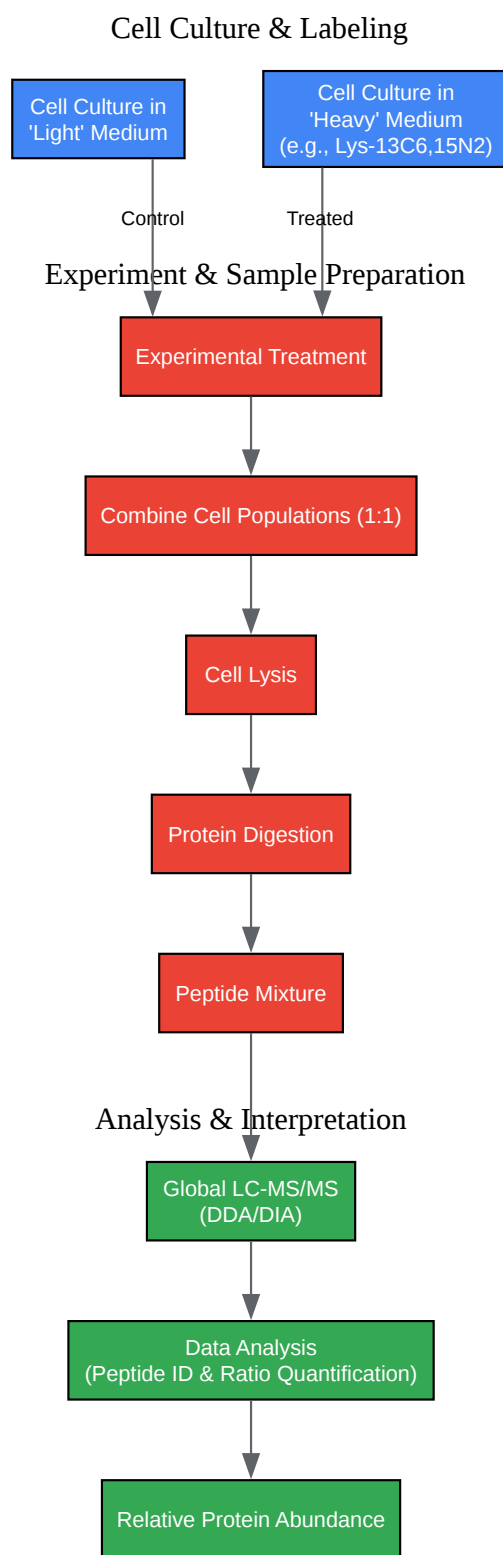 Cell Culture & Labeling
Cell Culture in
'Light' Medium
Cell Culture in
'Heavy' Medium
(e.g., Lys-13C6,15N2)
Control
Treated
Experiment & Sample Preparation
Experimental Treatment
Combine Cell Populations (1:1)
Cell Lysis
Protein Digestion
Peptide Mixture
Analysis & Interpretation
Global LC-MS/MS
(DDA/DIA)
Data Analysis
(Peptide ID & Ratio Quantification)
Relative Protein Abundance